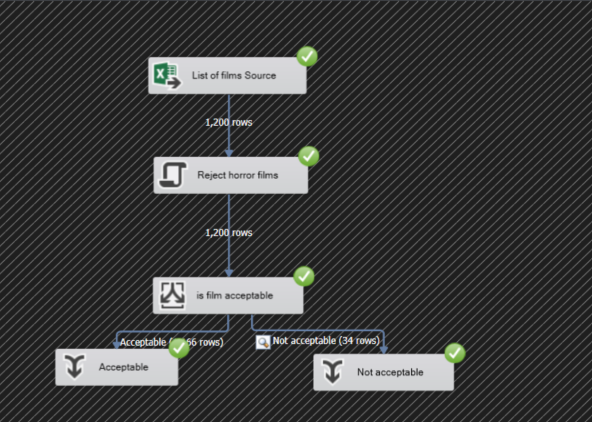 List of films Source
1,200 rows
Reject horror films
1,200 rows
is film acceptable
Acceptable ( 66 rows)
Not acceptable (34 rows)
Acceptable
Not acceptable